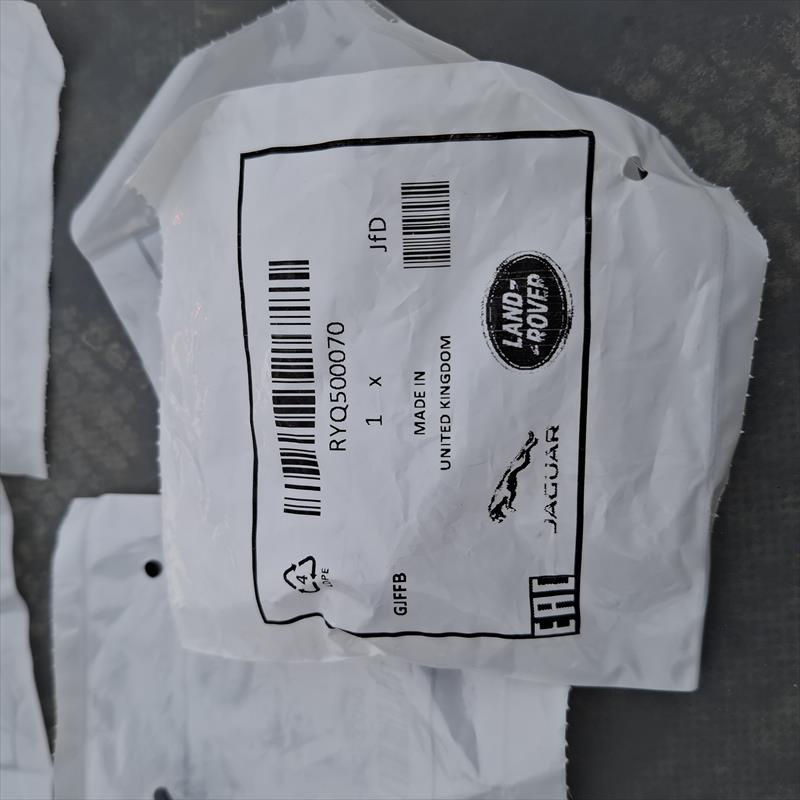 RYQ500070
1 x
JfD
MADE IN
UNITED KINGDOM
4
LDPE
GJFFB
EAC
JAGUAR
LAND-
-ROVER